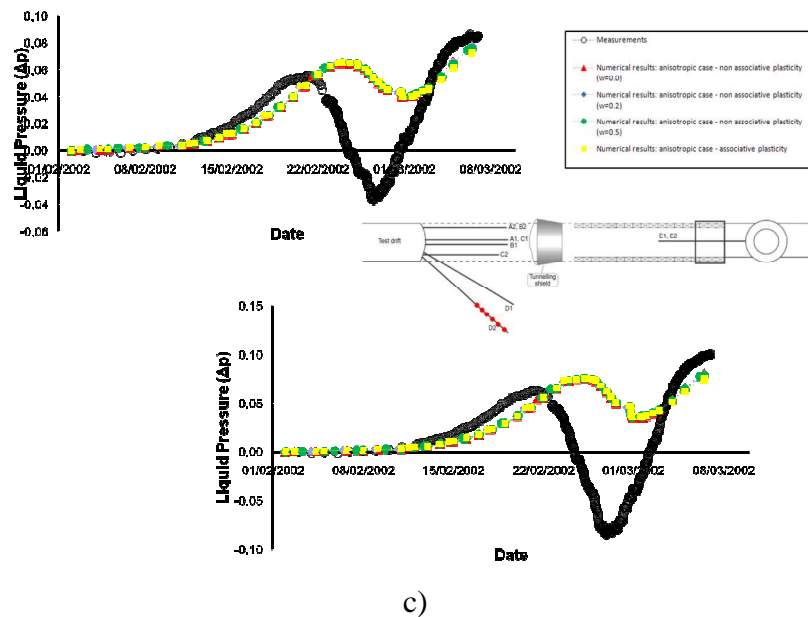 0.10
0.08
0.06
0.04
0.02
0.00
-0.02
-0.04
-0.06
Liquid Pressure (Δp)
01/02/2002 08/02/2002 15/02/2002 22/02/2002 01/03/2002 08/03/2002
Date
Measurements
Numerical results: anisotropic case - non associative plasticity
(w=0.0)
Numerical results: anisotropic case - non associative plasticity
(w=0.2)
Numerical results: anisotropic case - non associative plasticity
(w=0.5)
Numerical results: anisotropic case - associative plasticity
Test drift
A2, B2
A1, C1
B1
C2
D1
D2
Tunnelling
shield
E1, E2
0,15
0,10
0,05
0,00
-0,05
-0,10
Liquid Pressure (Δp)
01/02/2002 08/02/2002 15/02/2002 22/02/2002 01/03/2002 08/03/2002
Date
c)